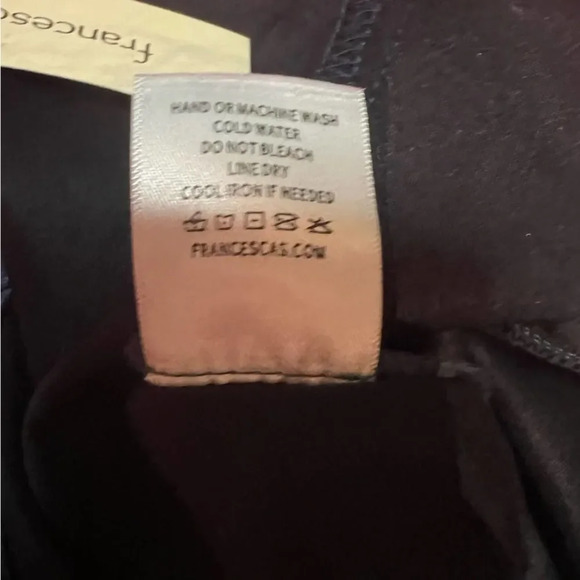 francesc
HAND OR MACHINE WASH
COLD WATER
DO NOT BLEACH
LINE DRY
COOL IRON IF NEEDED
FRANCESCAS.COM